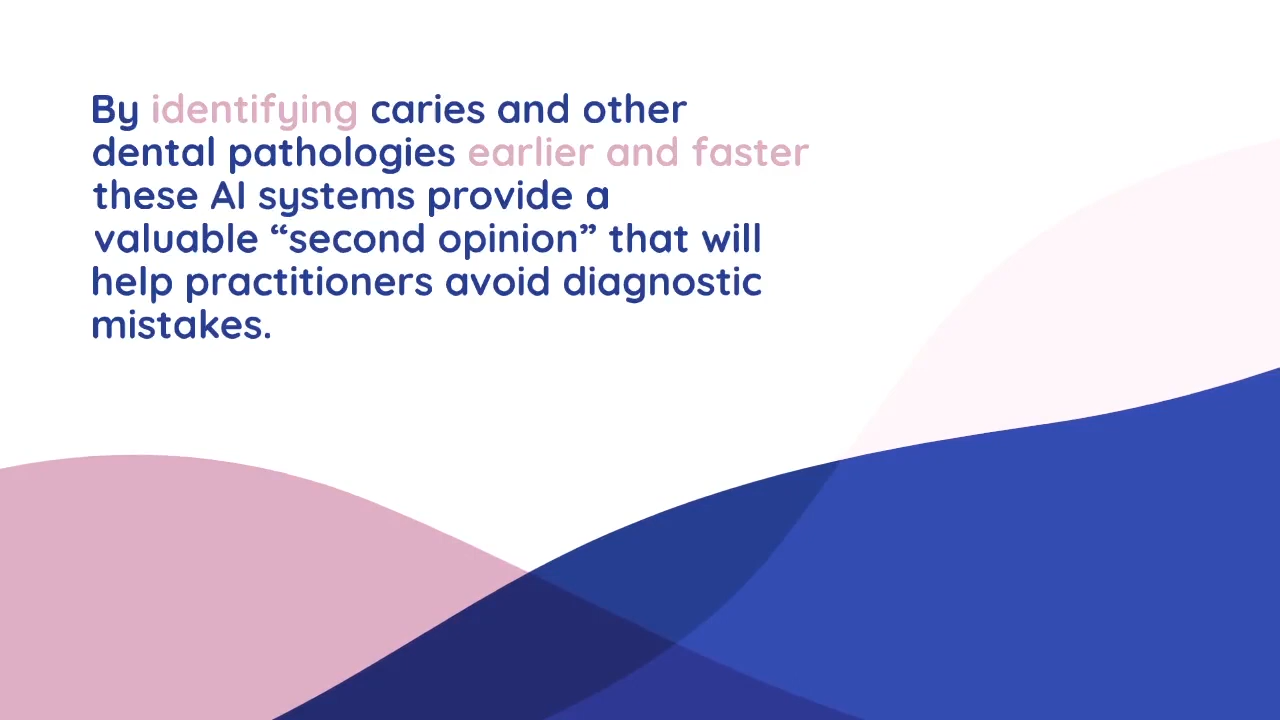 By identifying caries and other
dental pathologies earlier and faster
these AI systems provide a
valuable “second opinion” that will
help practitioners avoid diagnostic
mistakes.